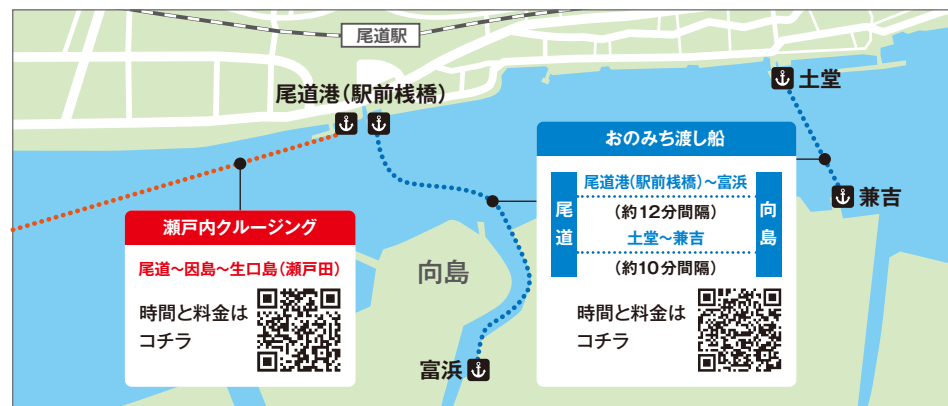 尾道駅
尾道港(駅前桟橋)
土堂
兼吉
瀬戸内クルージング
尾道~因島~生口島(瀬戸田)
時間と料金は
コチラ
向島
富浜
おのみち渡し船
尾道
尾道港(駅前桟橋)~富浜
(約12分間隔)
土堂~兼吉
(約10分間隔)
向島
時間と料金は
コチラ